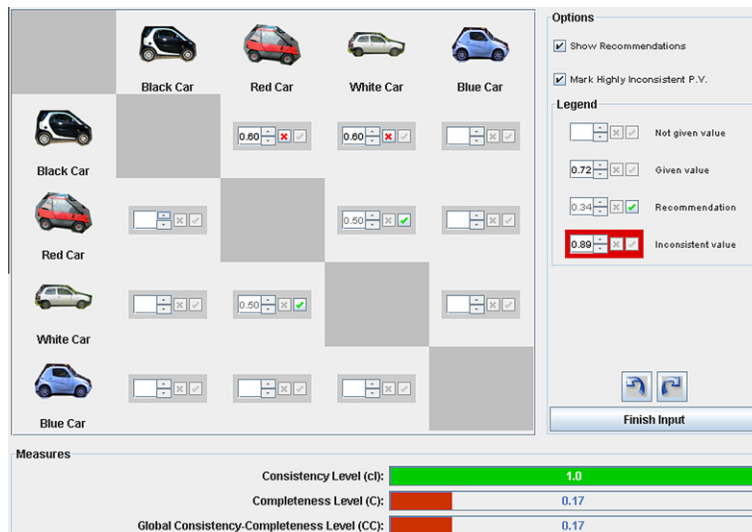 Black Car Red Car White Car Blue Car
Black Car 0.60 0.60
Red Car 0.50
White Car 0.50
Blue Car
Options
Show Recommendations
Mark Highly Inconsistent P.V.
Legend
Not given value
0.72 Given value
0.34 Recommendation
0.89 Inconsistent value
Finish Input
Measures
Consistency Level (cl): 1.0
Completeness Level (C): 0.17
Global Consistency-Completeness Level (CC): 0.17